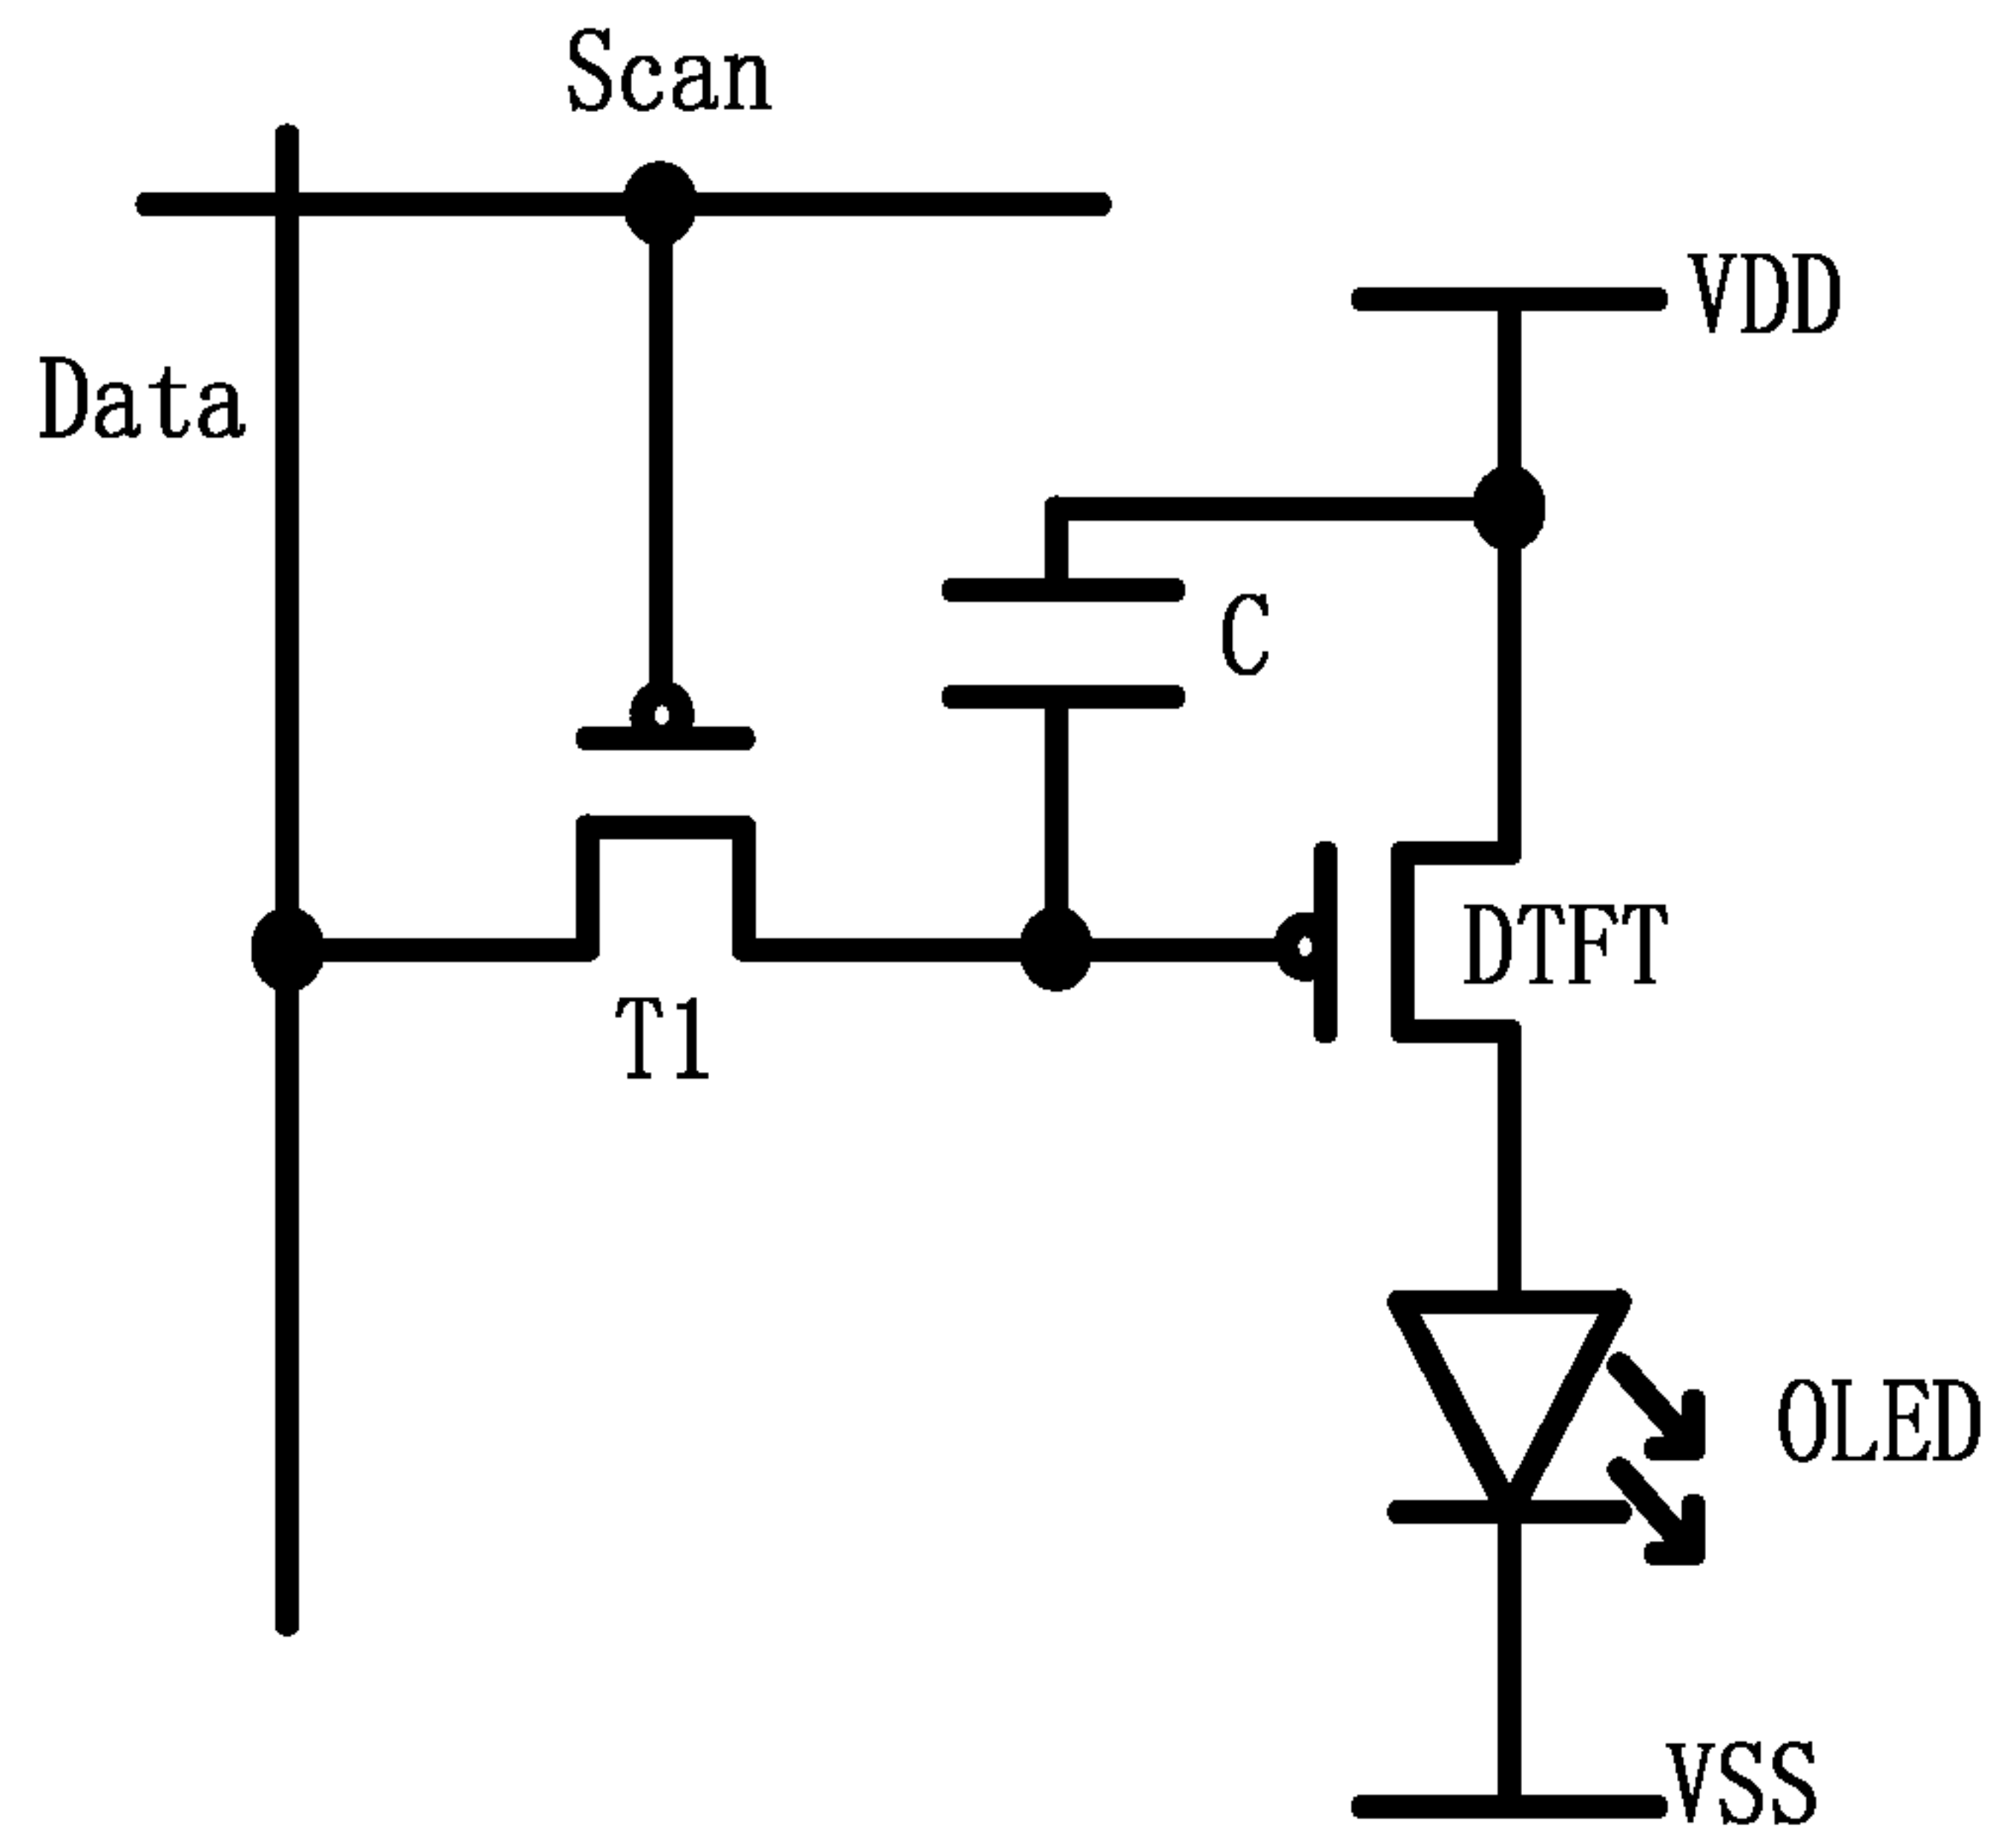 Scan
VDD
Data
C
DTFT
T1
OLED
VSS